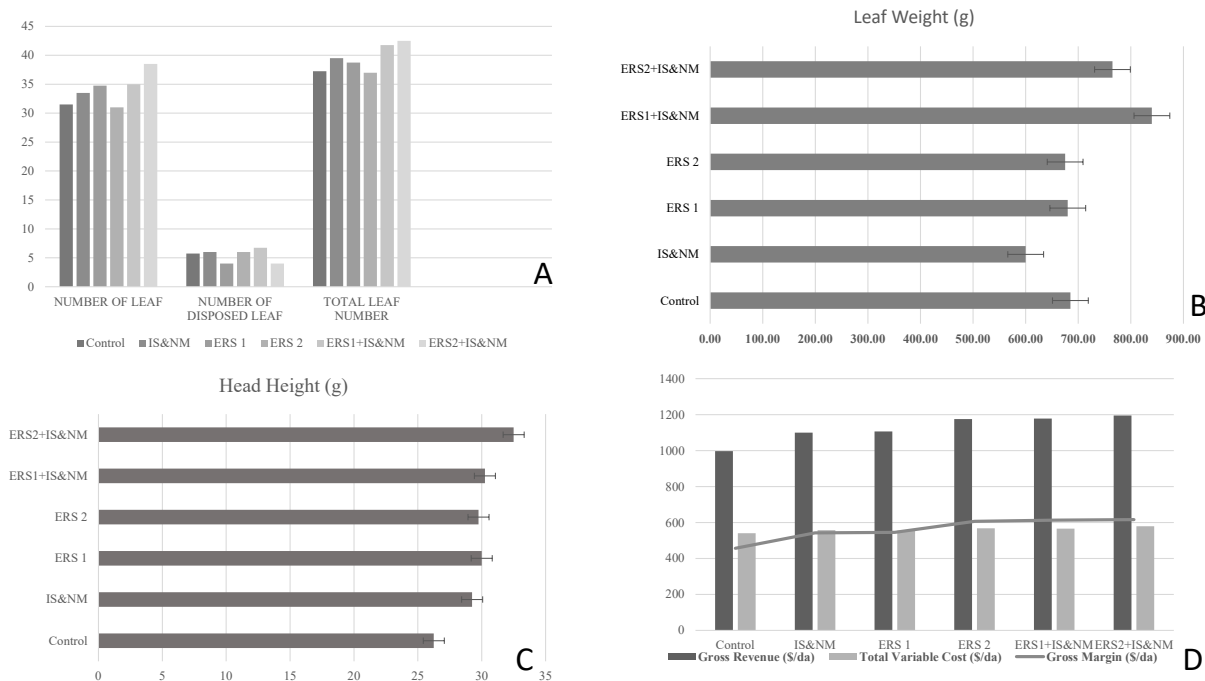 45
40
35
30
25
20
15
10
5
0
NUMBER OF LEAF
NUMBER OF DISPOSED LEAF
TOTAL LEAF NUMBER
Control IS&NM ERS 1 ERS 2 ERS1+IS&NM ERS2+IS&NM
A
Leaf Weight (g)
ERS2+IS&NM
ERS1+IS&NM
ERS 2
ERS 1
IS&NM
Control
0.00 100.00 200.00 300.00 400.00 500.00 600.00 700.00 800.00 900.00
B
Head Height (g)
ERS2+IS&NM
ERS1+IS&NM
ERS 2
ERS 1
IS&NM
Control
0 5 10 15 20 25 30 35
C
1400
1200
1000
800
600
400
200
0
Control IS&NM ERS 1 ERS 2 ERS1+IS&NM ERS2+IS&NM
Gross Revenue ($/da) Total Variable Cost ($/da) Gross Margin ($/da)
D